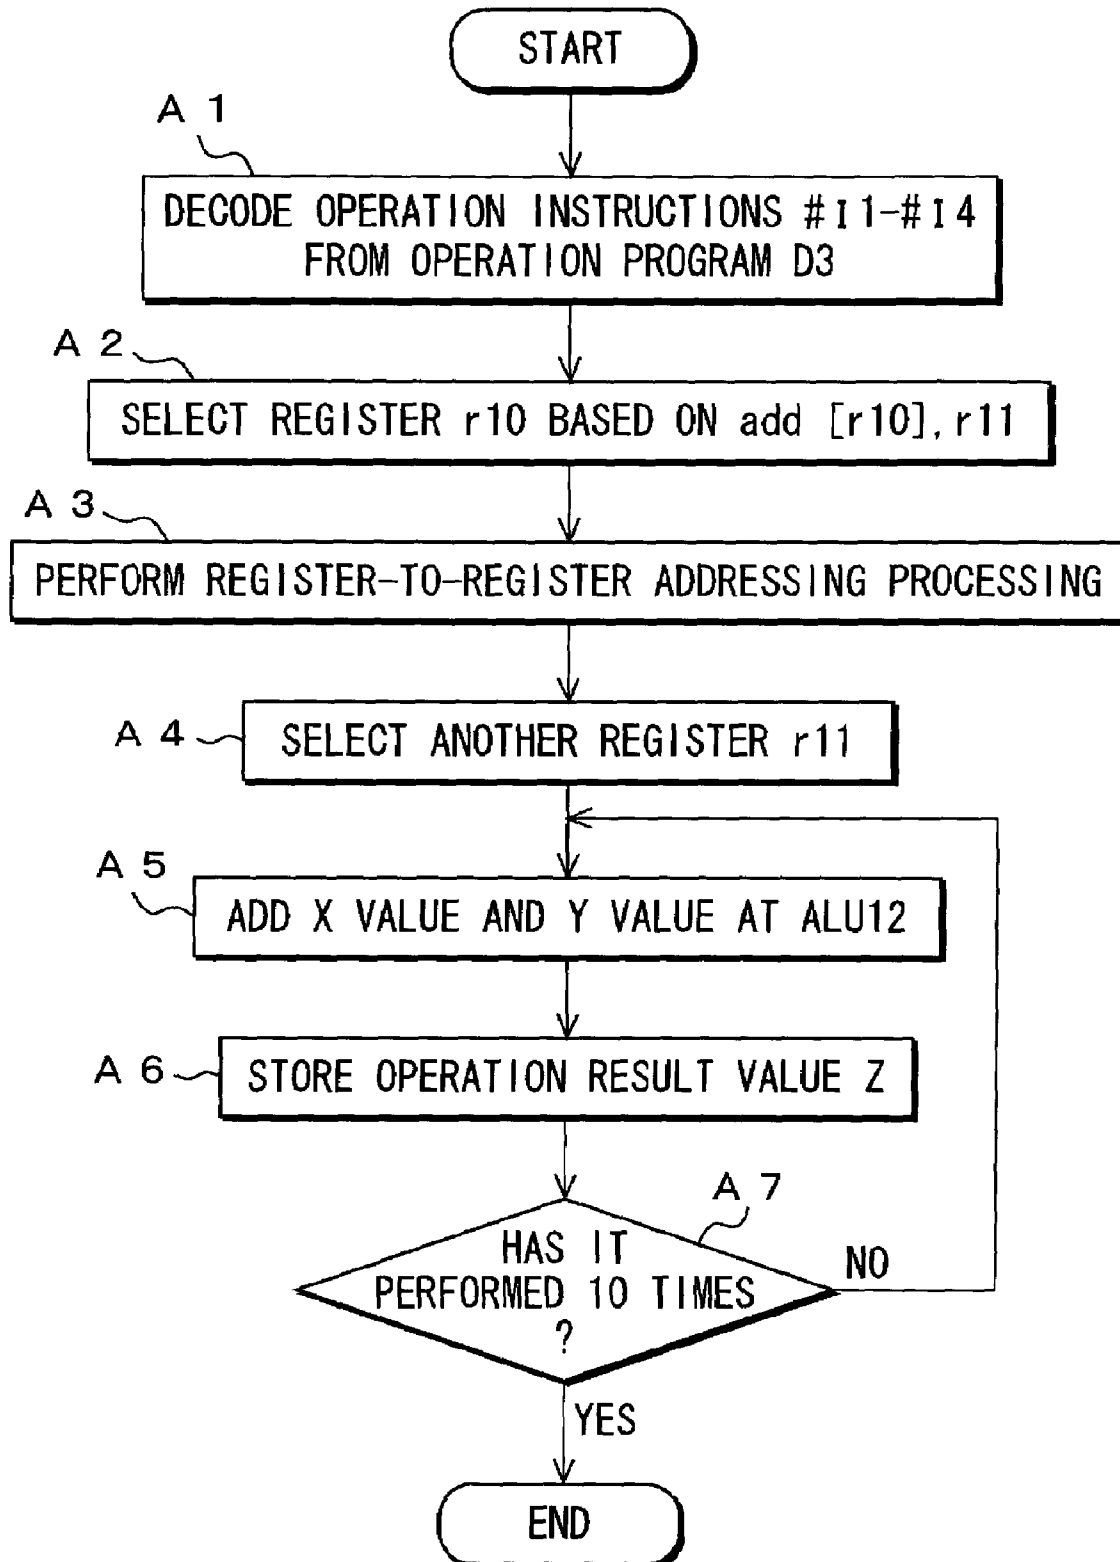 START
A 1
DECODE OPERATION INSTRUCTIONS #I1-#I4
FROM OPERATION PROGRAM D3
A 2
SELECT REGISTER r10 BASED ON add [r10], r11
A 3
PERFORM REGISTER-TO-REGISTER ADDRESSING PROCESSING
A 4
SELECT ANOTHER REGISTER r11
A 5
ADD X VALUE AND Y VALUE AT ALU12
A 6
STORE OPERATION RESULT VALUE Z
A 7
HAS IT
PERFORMED 10 TIMES
?
NO
YES
END